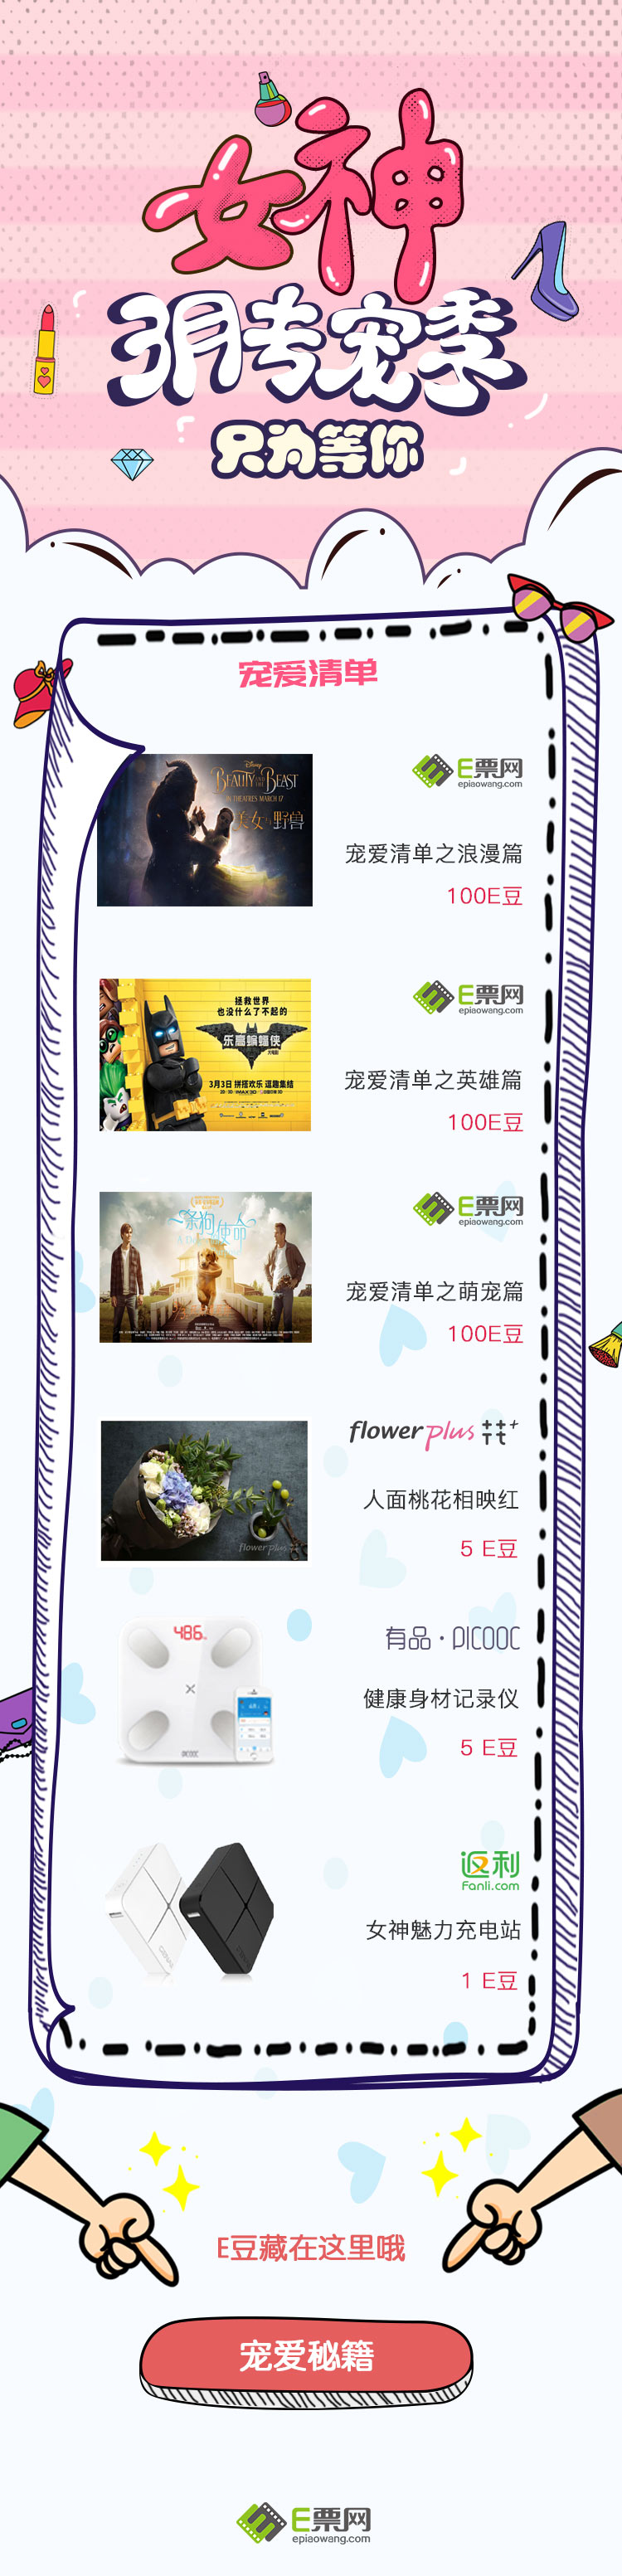 女神
3月专宠季
只为等你
宠爱清单
Disney
BEAUTY AND THE BEAST
IN THEATRES MARCH 17
美女与野兽
E票网
epiaowang.com
宠爱清单之浪漫篇
100E豆
拯救世界
也没什么了不起的
乐高蝙蝠侠
大电影
3月3日 拼搭欢乐 逗趣集结
E票网
epiaowang.com
宠爱清单之英雄篇
100E豆
一条狗的使命
E票网
epiaowang.com
宠爱清单之萌宠篇
100E豆
flowerplus
flowerplus
人面桃花相映红
5 E豆
486
PICOOC
有品·PICOOC
健康身材记录仪
5 E豆
返利
Fanli.com
女神魅力充电站
1 E豆
E豆藏在这里哦
宠爱秘籍
E票网
epiaowang.com